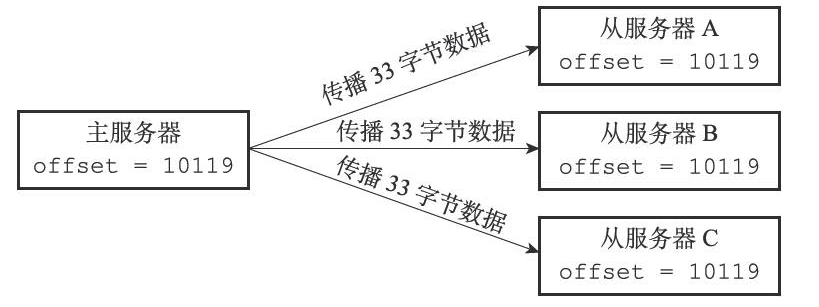 主服务器
offset = 10119
传播 33 字节数据
从服务器 A
offset = 10119
传播 33 字节数据
从服务器 B
offset = 10119
传播 33 字节数据
从服务器 C
offset = 10119